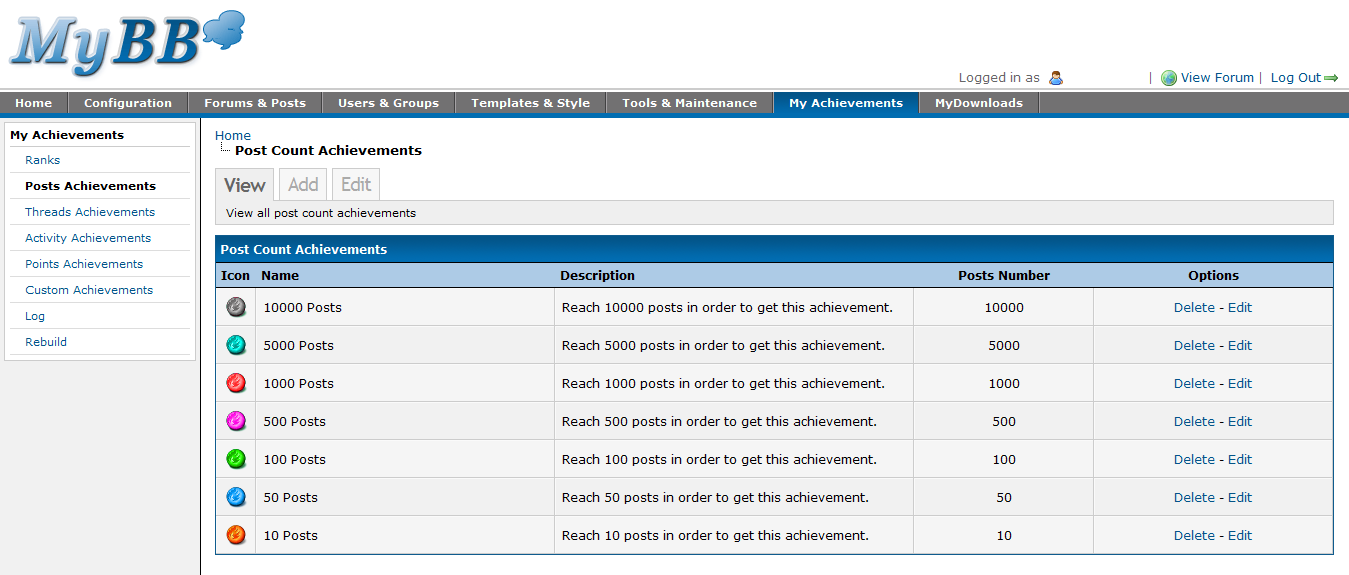 MyBB
Logged in as | View Forum | Log Out
Home Configuration Forums & Posts Users & Groups Templates & Style Tools & Maintenance My Achievements MyDownloads
My Achievements
Ranks
Posts Achievements
Threads Achievements
Activity Achievements
Points Achievements
Custom Achievements
Log
Rebuild
Home
Post Count Achievements
View Add Edit
View all post count achievements
Post Count Achievements
Icon Name Description Posts Number Options
10000 Posts Reach 10000 posts in order to get this achievement. 10000 Delete - Edit
5000 Posts Reach 5000 posts in order to get this achievement. 5000 Delete - Edit
1000 Posts Reach 1000 posts in order to get this achievement. 1000 Delete - Edit
500 Posts Reach 500 posts in order to get this achievement. 500 Delete - Edit
100 Posts Reach 100 posts in order to get this achievement. 100 Delete - Edit
50 Posts Reach 50 posts in order to get this achievement. 50 Delete - Edit
10 Posts Reach 10 posts in order to get this achievement. 10 Delete - Edit